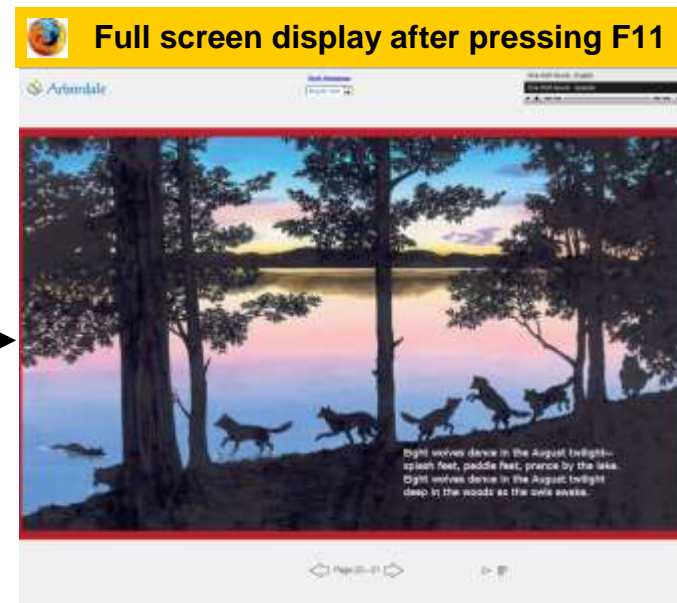 Full screen display after pressing F11
Arbordale
Eight wolves dance in the August twilight—
splash feet, paddle feet, prance by the lake.
Eight wolves dance in the August twilight
deep in the woods as the owls awake.
Page